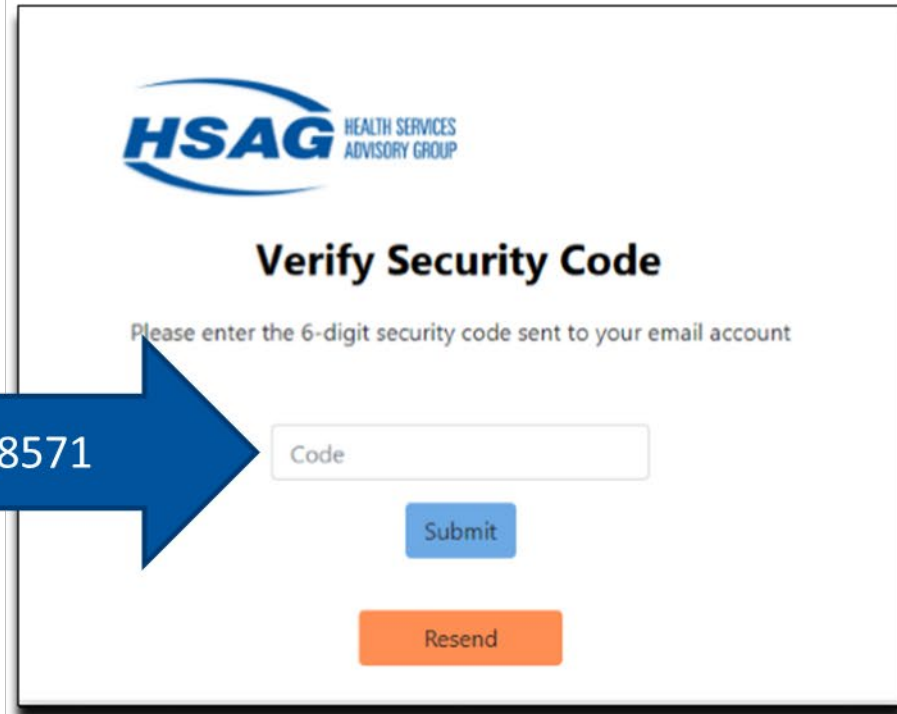 HSAG HEALTH SERVICES
ADVISORY GROUP
Verify Security Code
Please enter the 6-digit security code sent to your email account
8571
Code
Submit
Resend